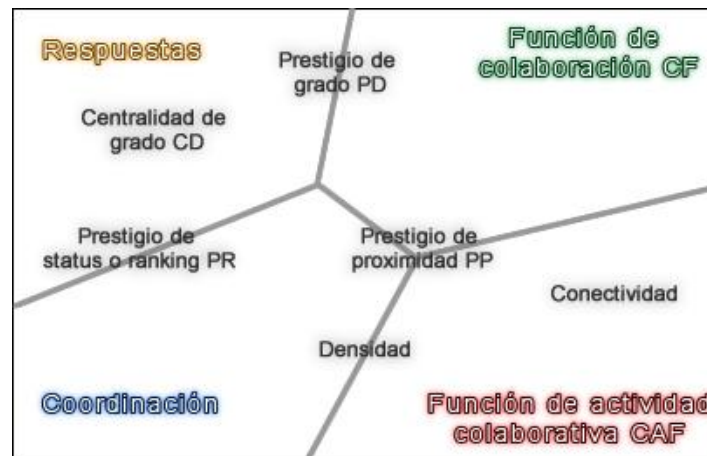 Respuestas
Prestigio de
grado PD
Función de
colaboración CF
Centralidad de
grado CD
Prestigio de
status o ranking PR
Prestigio de
proximidad PP
Conectividad
Densidad
Coordinación
Función de actividad
colaborativa CAF